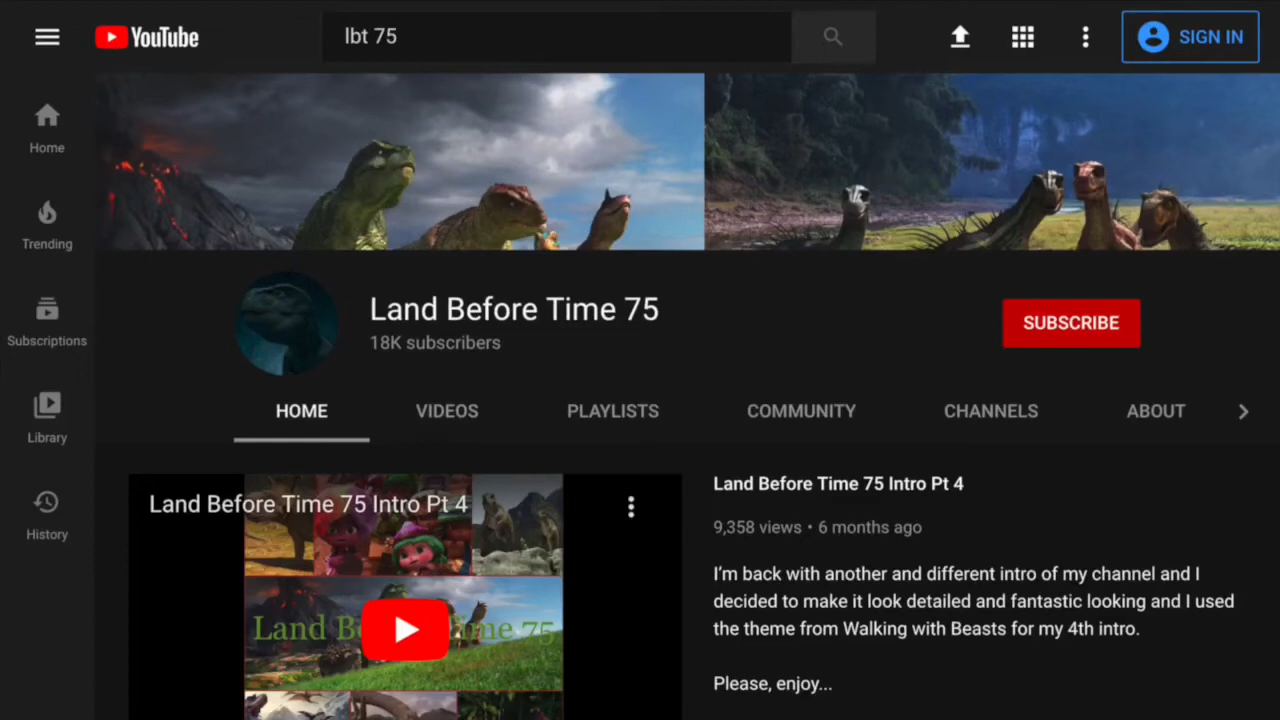 YouTube
lbt 75
SIGN IN
Home
Trending
Subscriptions
Library
History
Land Before Time 75
18K subscribers
SUBSCRIBE
HOME VIDEOS PLAYLISTS COMMUNITY CHANNELS ABOUT
Land Before Time 75 Intro Pt 4
Land B ime 75
Land Before Time 75 Intro Pt 4
9,358 views • 6 months ago
I’m back with another and different intro of my channel and I
decided to make it look detailed and fantastic looking and I used
the theme from Walking with Beasts for my 4th intro.
Please, enjoy...